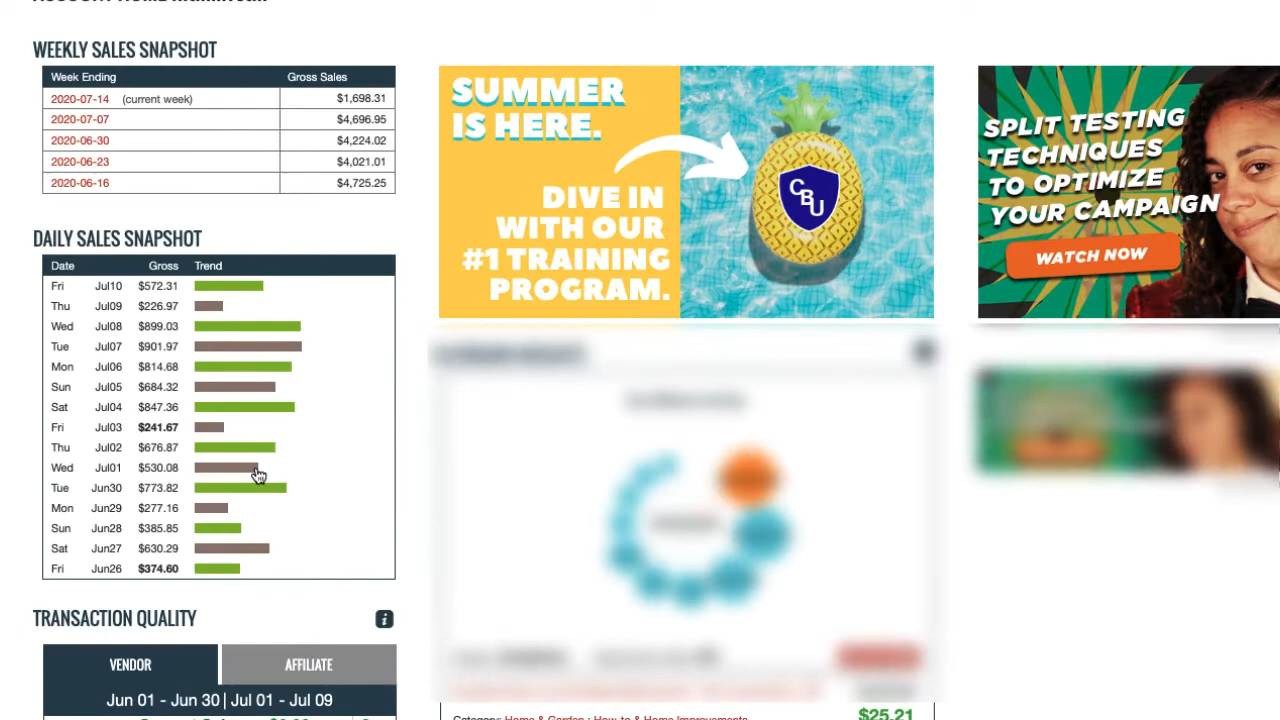 WEEKLY SALES SNAPSHOT
Week Ending Gross Sales
2020-07-14 (current week) $1,698.31
2020-07-07 $4,696.95
2020-06-30 $4,224.02
2020-06-23 $4,021.01
2020-06-16 $4,725.25
DAILY SALES SNAPSHOT
Date Gross Trend
Fri Jul10 $572.31
Thu Jul09 $226.97
Wed Jul08 $899.03
Tue Jul07 $901.97
Mon Jul06 $814.68
Sun Jul05 $684.32
Sat Jul04 $847.36
Fri Jul03 $241.67
Thu Jul02 $676.87
Wed Jul01 $530.08
Tue Jun30 $773.82
Mon Jun29 $277.16
Sun Jun28 $385.85
Sat Jun27 $630.29
Fri Jun26 $374.60
TRANSACTION QUALITY i
VENDOR AFFILIATE
Jun 01 - Jun 30 | Jul 01 - Jul 09
SUMMER
IS HERE.
DIVE IN
WITH OUR
#1 TRAINING
PROGRAM.
CBU
SPLIT TESTING
TECHNIQUES
TO OPTIMIZE
YOUR CAMPAIGN
WATCH NOW
Category: Home & Garden : How-to & Home Improvements
$25.21